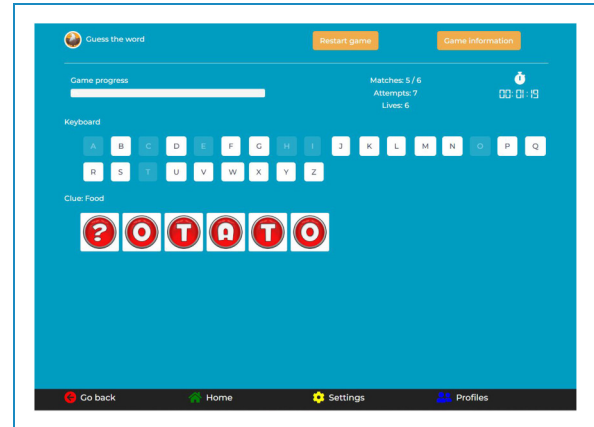 Guess the word
Restart game
Game information
Game progress
Matches: 5 / 6
Attempts: 7
Lives: 6
00:01:19
Keyboard
A B C D E F G H I J K L M N O P Q
R S T U V W X Y Z
Clue: Food
? O T A T O
Go back Home Settings Profiles